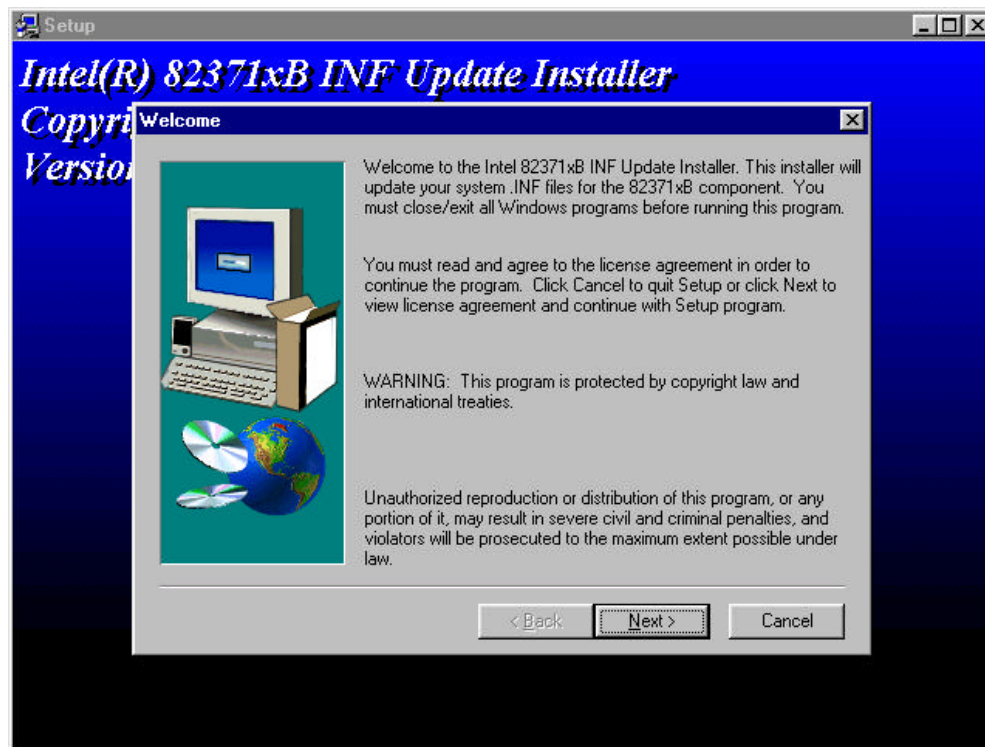 Setup
Intel(R) 82371xB INF Update Installer
Copyri
Version
Welcome
Welcome to the Intel 82371xB INF Update Installer. This installer will
update your system .INF files for the 82371xB component. You
must close/exit all Windows programs before running this program.
You must read and agree to the license agreement in order to
continue the program. Click Cancel to quit Setup or click Next to
view license agreement and continue with Setup program.
WARNING: This program is protected by copyright law and
international treaties.
Unauthorized reproduction or distribution of this program, or any
portion of it, may result in severe civil and criminal penalties, and
violators will be prosecuted to the maximum extent possible under
law.
< Back
Next >
Cancel